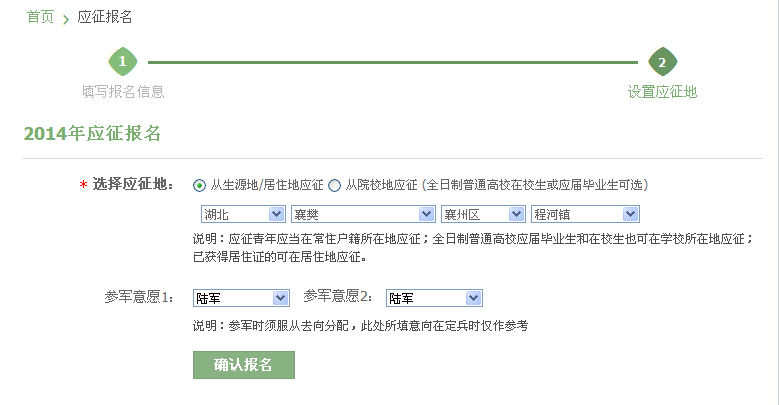 首页 > 应征报名
1 2
填写报名信息 设置应征地
2014年应征报名
* 选择应征地： 从生源地/居住地应征 从院校地应征 (全日制普通高校在校生或应届毕业生可选)
湖北 襄樊 襄州区 程河镇
说明：应征青年应当在常住户籍所在地应征；全日制普通高校应届毕业生和在校生也可在学校所在地应征；
已获得居住证的可在居住地应征。
参军意愿1： 陆军 参军意愿2： 陆军
说明：参军时须服从去向分配，此处所填意向在定兵时仅作参考
确认报名